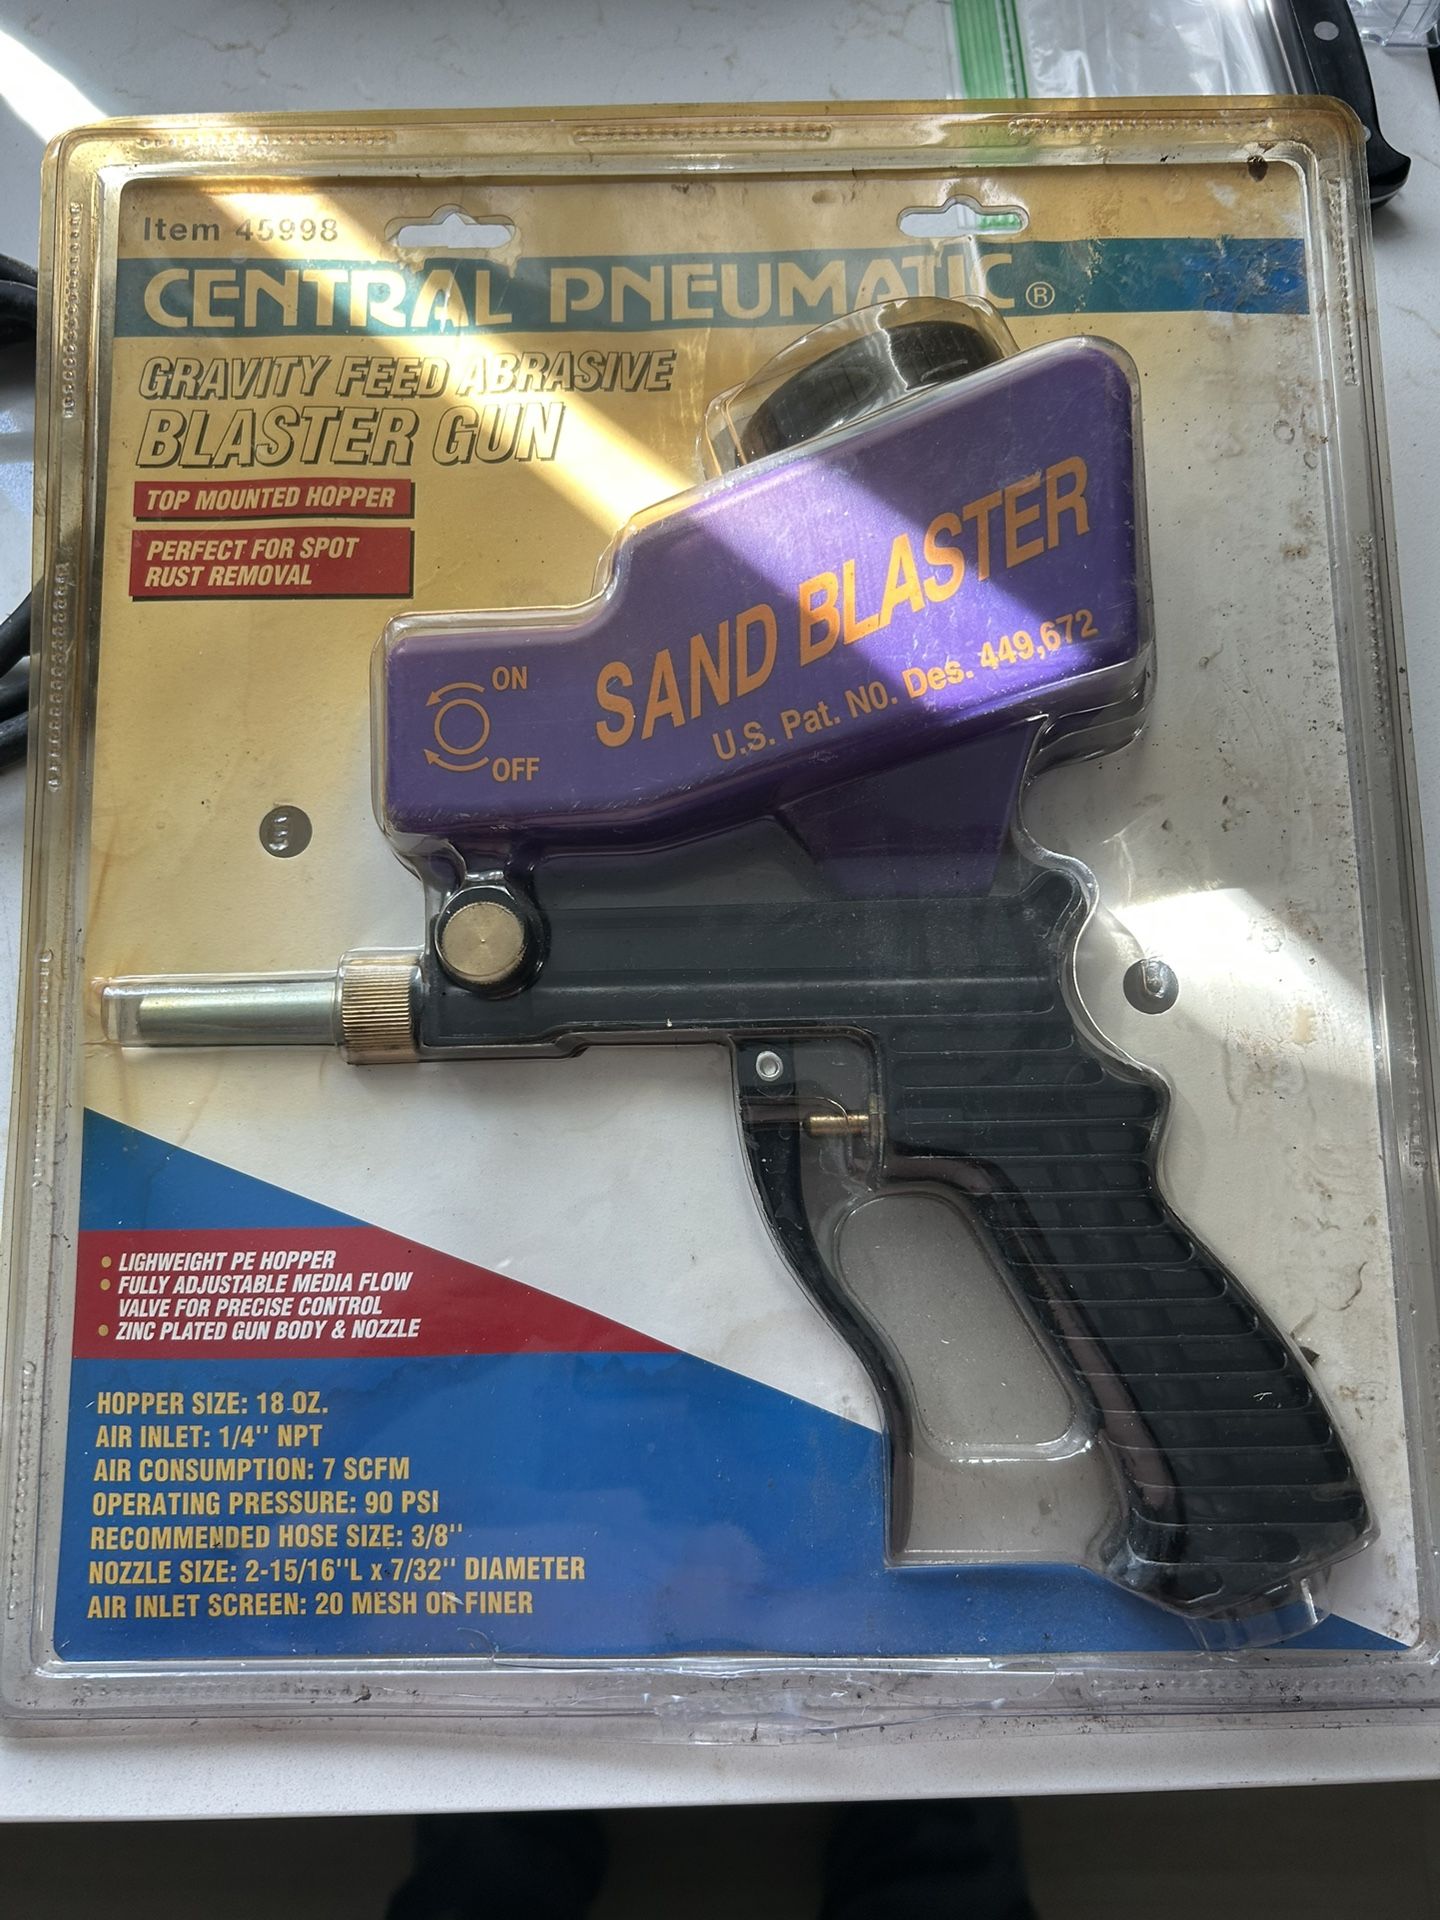 Item 45998
CENTRAL PNEUMATIC®
GRAVITY FEED ABRASIVE
BLASTER GUN
TOP MOUNTED HOPPER
PERFECT FOR SPOT
RUST REMOVAL
SAND BLASTER
U.S. Pat. NO. Des. 449,672
ON
OFF
• LIGHWEIGHT PE HOPPER
• FULLY ADJUSTABLE MEDIA FLOW
VALVE FOR PRECISE CONTROL
• ZINC PLATED GUN BODY & NOZZLE
HOPPER SIZE: 18 OZ.
AIR INLET: 1/4" NPT
AIR CONSUMPTION: 7 SCFM
OPERATING PRESSURE: 90 PSI
RECOMMENDED HOSE SIZE: 3/8"
NOZZLE SIZE: 2-15/16"L x 7/32" DIAMETER
AIR INLET SCREEN: 20 MESH OR FINER